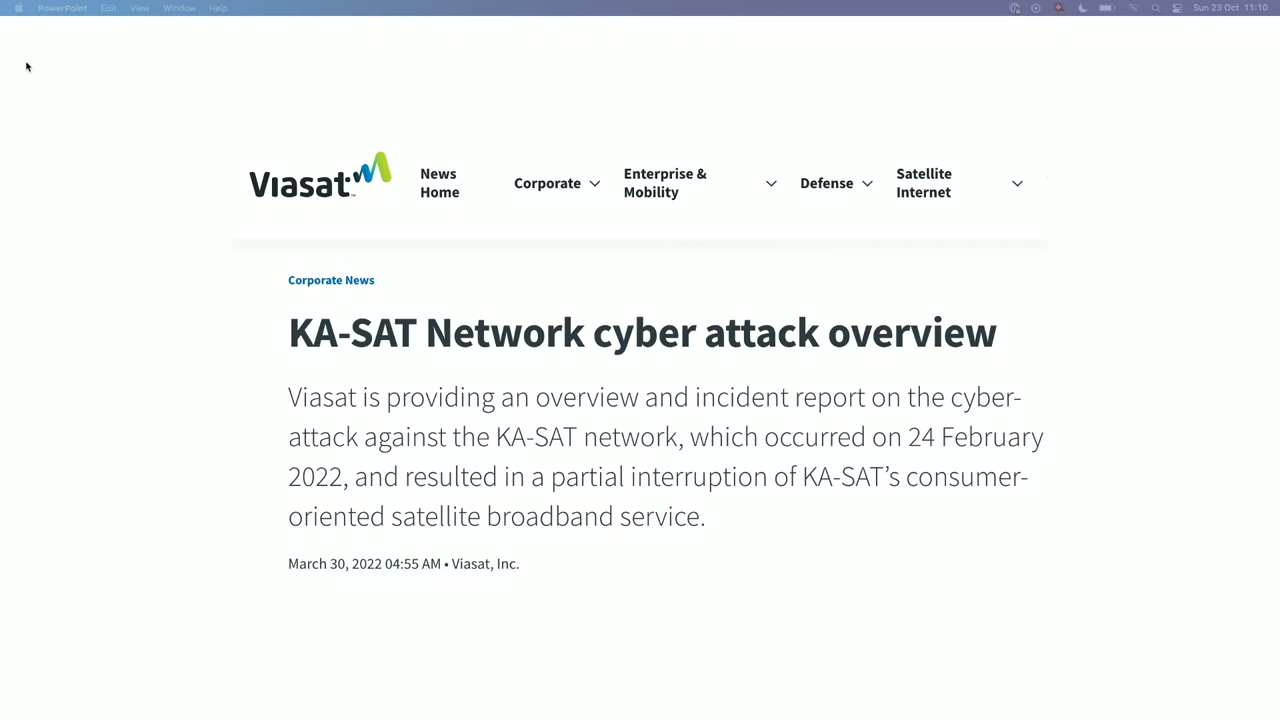 PowerPoint Edit View Window Help Sun 23 Oct 11:10
Viasat
News Home
Corporate
Enterprise & Mobility
Defense
Satellite Internet
Corporate News
KA-SAT Network cyber attack overview
Viasat is providing an overview and incident report on the cyber-
attack against the KA-SAT network, which occurred on 24 February
2022, and resulted in a partial interruption of KA-SAT’s consumer-
oriented satellite broadband service.
March 30, 2022 04:55 AM • Viasat, Inc.